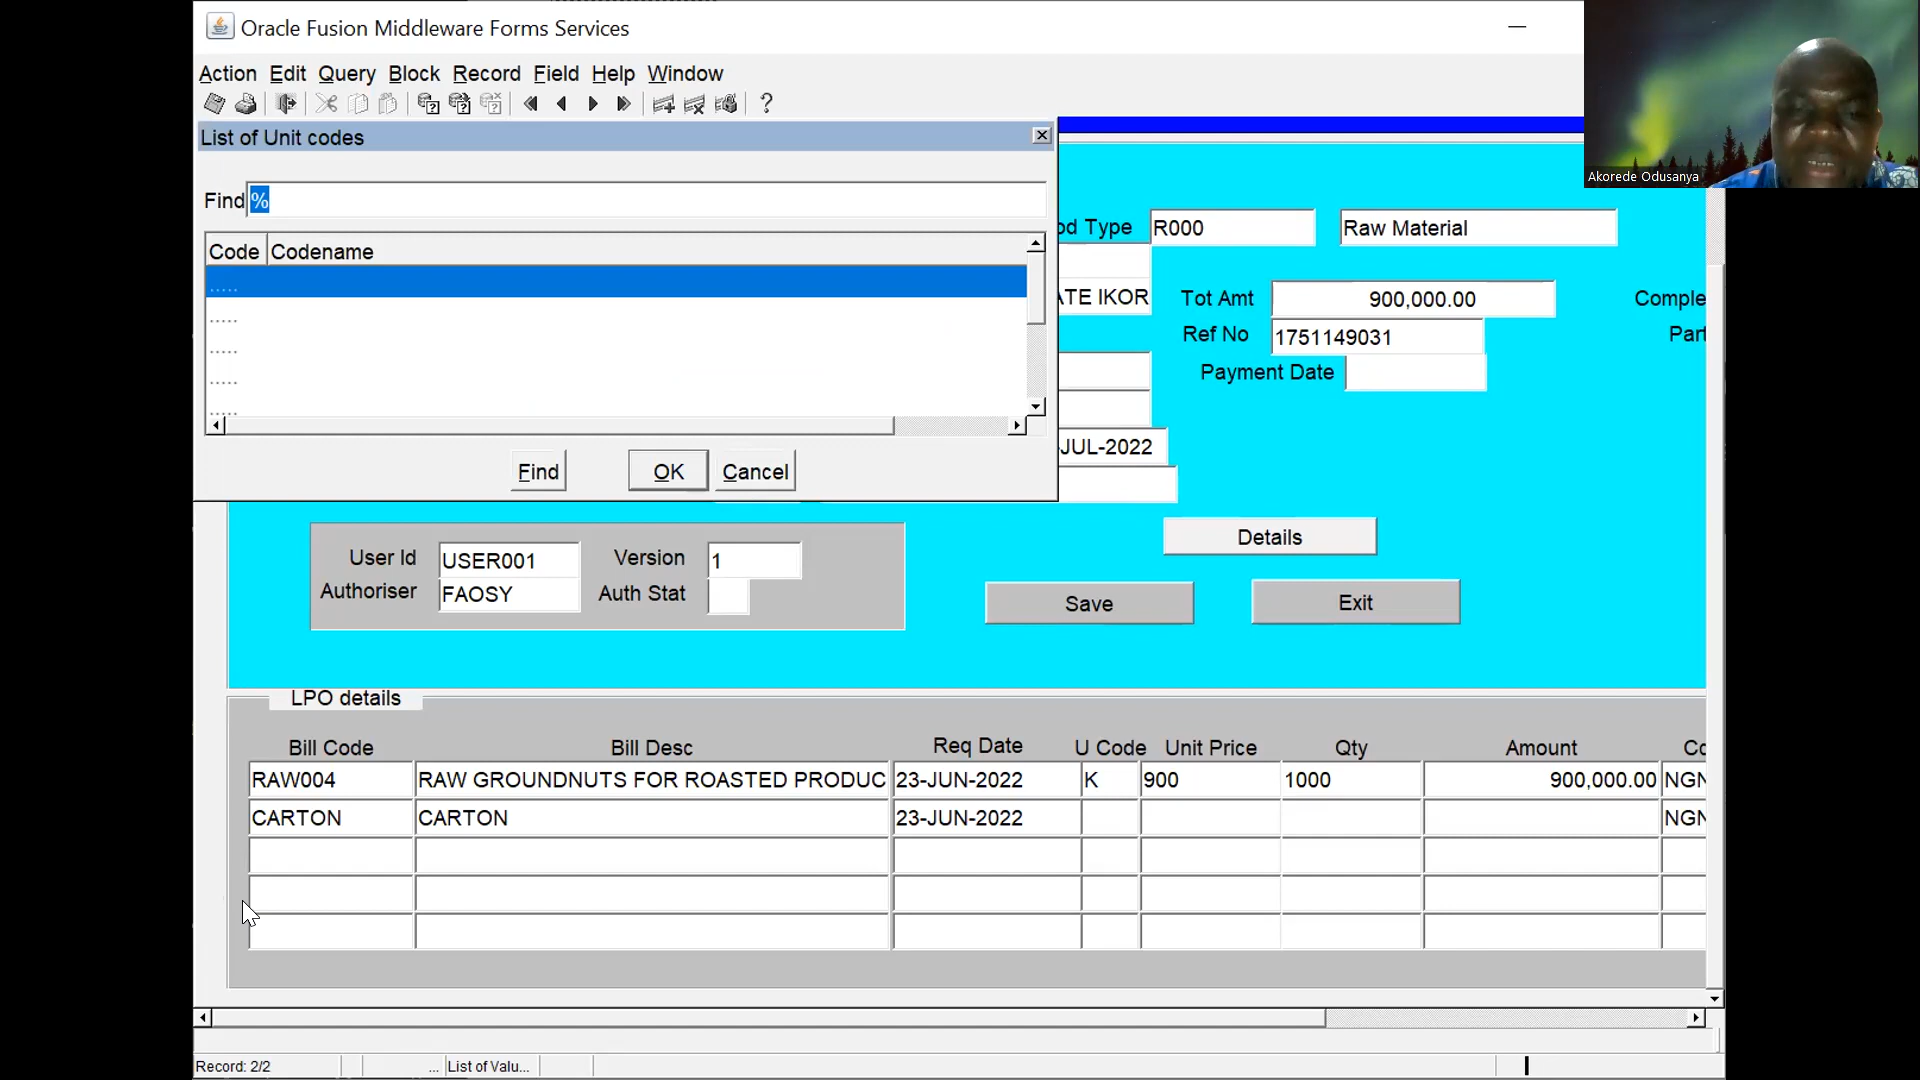 Oracle Fusion Middleware Forms Services
Action Edit Query Block Record Field Help Window
List of Unit codes
Find %
Code Codename
.....
.....
.....
.....
.....
Find OK Cancel
Akorede Odusanya
od Type R000 Raw Material
ATE IKOR Tot Amt 900,000.00 Comple
Ref No 1751149031 Part
Payment Date
JUL-2022
Details
User Id USER001 Version 1
Authoriser FAOSY Auth Stat
Save Exit
LPO details
Bill Code Bill Desc Req Date U Code Unit Price Qty Amount Co
RAW004 RAW GROUNDNUTS FOR ROASTED PRODUC 23-JUN-2022 K 900 1000 900,000.00 NGN
CARTON CARTON 23-JUN-2022 NGN
Record: 2/2 ... List of Valu...